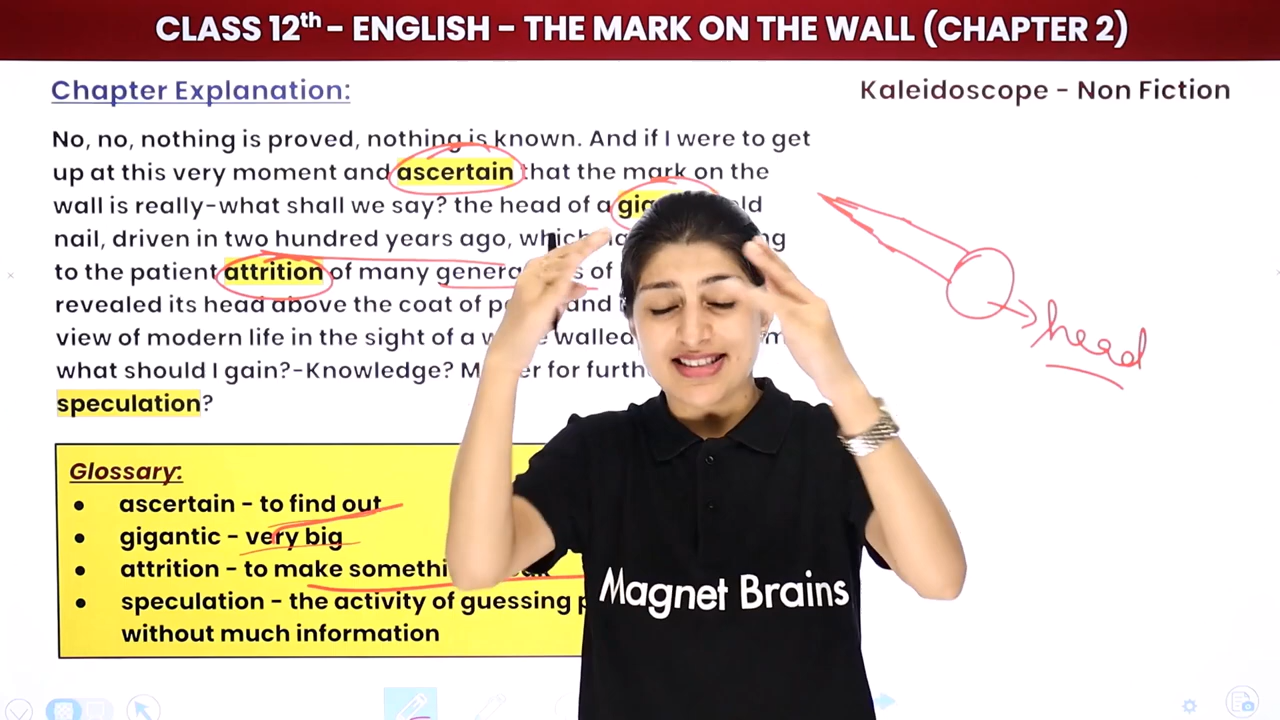 CLASS 12th - ENGLISH - THE MARK ON THE WALL (CHAPTER 2)
Chapter Explanation:
Kaleidoscope - Non Fiction
No, no, nothing is proved, nothing is known. And if I were to get
up at this very moment and ascertain that the mark on the
wall is really-what shall we say? the head of a
nail, driven in two hundred years ago,
to the patient attrition of many of
revealed its head above the coat of
view of modern life in the sight of a
what should I gain?-Knowledge? for
speculation?
head
Glossary:
● ascertain - to find out
● gigantic - very big
● attrition - to make
● speculation - the activity of guessing
without much information
Magnet Brains